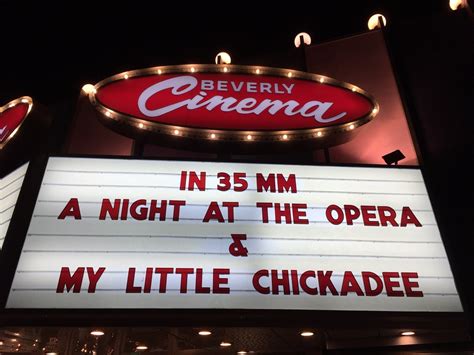 BEVERLY
Cinema
IN 35 MM
A NIGHT AT THE OPERA
&
MY LITTLE CHICKADEE